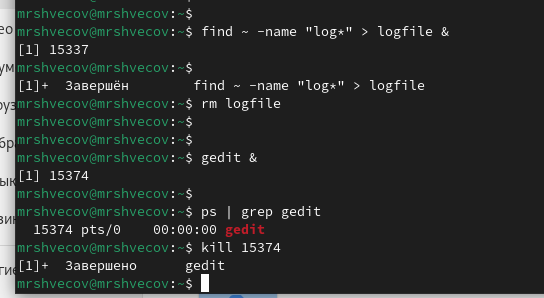 mrshvecov@mrshvecov:~$
mrshvecov@mrshvecov:~$ find ~ -name "log*" > logfile &
[1] 15337
mrshvecov@mrshvecov:~$
[1]+  Завершён        find ~ -name "log*" > logfile
mrshvecov@mrshvecov:~$ rm logfile
mrshvecov@mrshvecov:~$
mrshvecov@mrshvecov:~$
mrshvecov@mrshvecov:~$ gedit &
[1] 15374
mrshvecov@mrshvecov:~$
mrshvecov@mrshvecov:~$ ps | grep gedit
  15374 pts/0    00:00:00 gedit
mrshvecov@mrshvecov:~$ kill 15374
[1]+  Завершено      gedit
mrshvecov@mrshvecov:~$